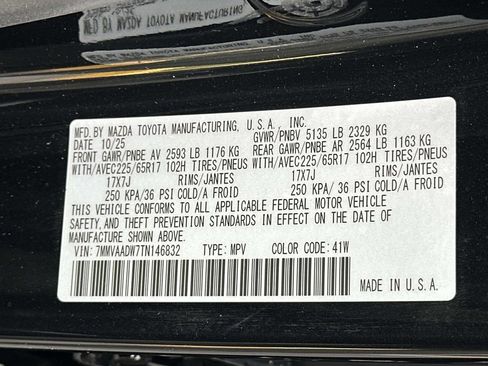 MFD. BY MAZDA TOYOTA MANUFACTURING, U.S.A., INC.
DATE 10/25 GVWR/PNBV 5135 LB 2329 KG
FRONT GAWR/PNBE AV 2593 LB 1176 KG REAR GAWR/PNBE AR 2564 LB 1163 KG
WITH/AVEC225/65R17 102H TIRES/PNEUS WITH/AVEC225/65R17 102H TIRES/PNEUS
17X7J RIMS/JANTES 17X7J RIMS/JANTES
250 KPA/36 PSI COLD/A FROID 250 KPA/ 36 PSI COLD/A FROID
THIS VEHICLE CONFORMS TO ALL APPLICABLE FEDERAL MOTOR VEHICLE
SAFETY, AND THEFT PREVENTION STANDARDS IN EFFECT ON THE DATE OF
MANUFACTURE SHOWN ABOVE.
VIN: 7MMVAADW7TN146832 TYPE: MPV COLOR CODE: 41W
MADE IN U.S.A.